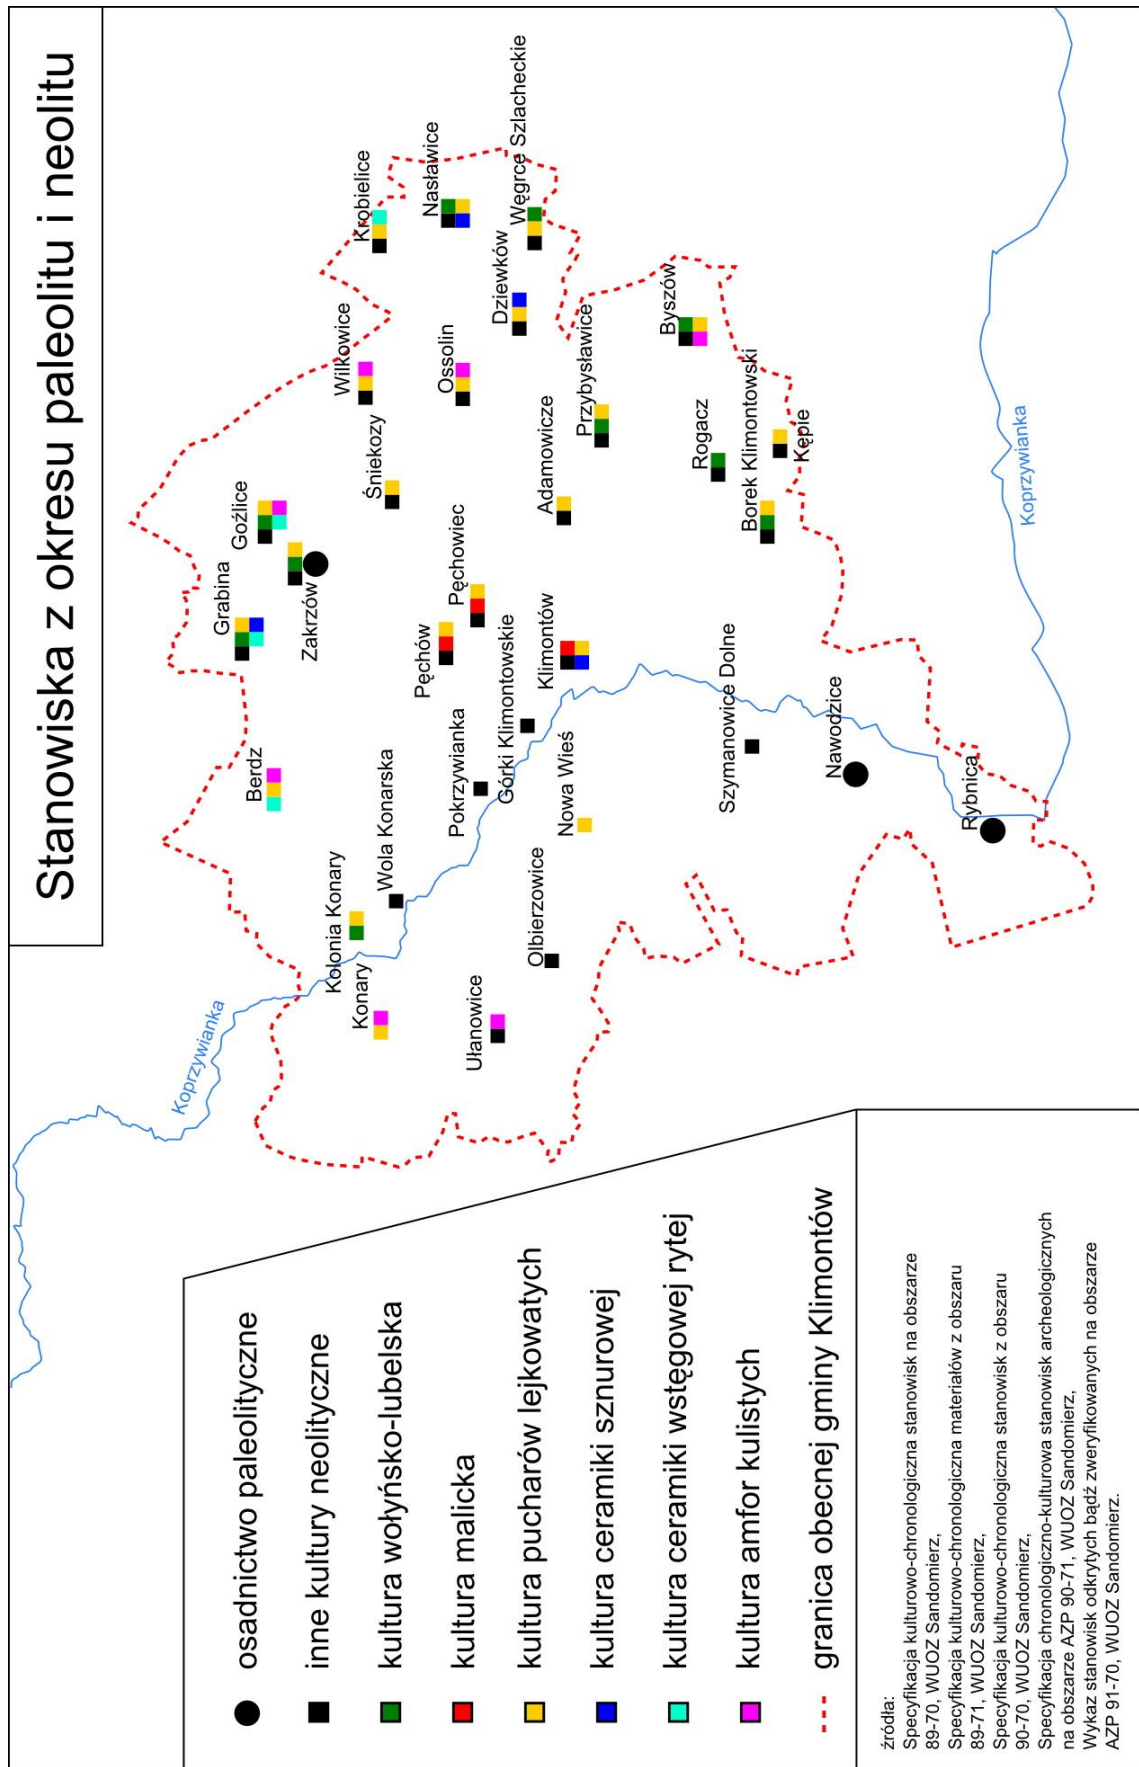 Stanowiska z okresu paleolitu i neolitu
Koprzywianka
Berdz
Grabina
Goźlice
Zakrzów
Wilkowice
Krobielice
Kolonia Konary
Konary
Wola Konarska
Śniekozy
Nasławice
Pęchów
Pęchowiec
Ossolin
Pokrzywianka
Ułanowice
Górki Klimontowskie
Dziewków
Węgrce Szlacheckie
Olbierzowice
Nowa Wieś
Klimontów
Adamowicze
Przybysławice
Byszów
Rogacz
Szymanowice Dolne
Borek Klimontowski
Kępie
Nawodzice
Rybnica
Koprzywianka
osadnictwo paleolityczne
inne kultury neolityczne
kultura wołyńsko-lubelska
kultura malicka
kultura pucharów lejkowatych
kultura ceramiki sznurowej
kultura ceramiki wstęgowej rytej
kultura amfor kulistych
granica obecnej gminy Klimontów
źródła:
Specyfikacja kulturowo-chronologiczna stanowisk na obszarze
89-70, WUOZ Sandomierz,
Specyfikacja kulturowo-chronologiczna materiałów z obszaru
89-71, WUOZ Sandomierz,
Specyfikacja kulturowo-chronologiczna stanowisk z obszaru
90-70, WUOZ Sandomierz,
Specyfikacja chronologiczno-kulturowa stanowisk archeologicznych
na obszarze AZP 90-71, WUOZ Sandomierz,
Wykaz stanowisk odkrytych bądź zweryfikowanych na obszarze
AZP 91-70, WUOZ Sandomierz.